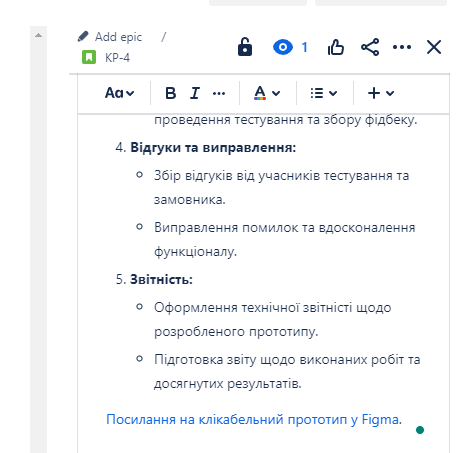 Add epic /
1
КР-4
Aa B I ... A
проведення тестування та збору фідбеку.
4. Відгуки та виправлення:
Збір відгуків від учасників тестування та
замовника.
Виправлення помилок та вдосконалення
функціоналу.
5. Звітність:
Оформлення технічної звітністі щодо
розробленого прототипу.
Підготовка звіту щодо виконаних робіт та
досягнутих результатів.
Посилання на клікабельний прототип у Figma.